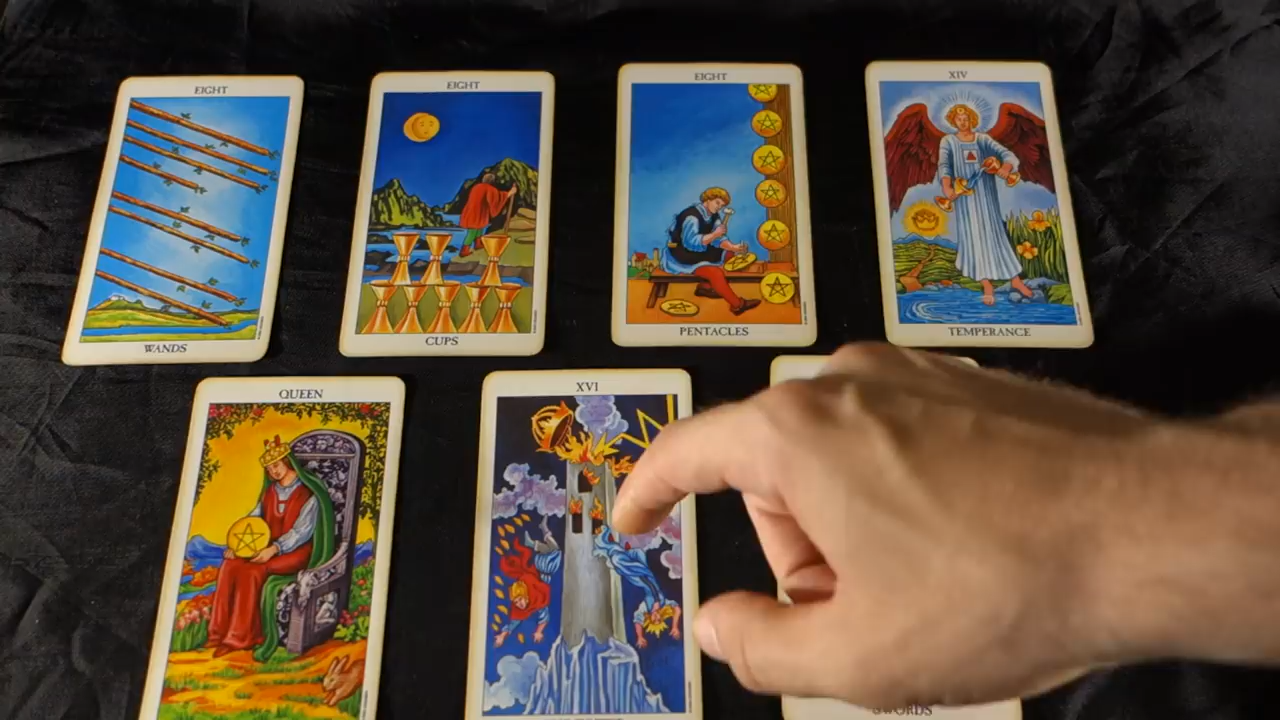 EIGHT
WANDS
EIGHT
CUPS
EIGHT
PENTACLES
XIV
TEMPERANCE
QUEEN
XVI
SWORDS